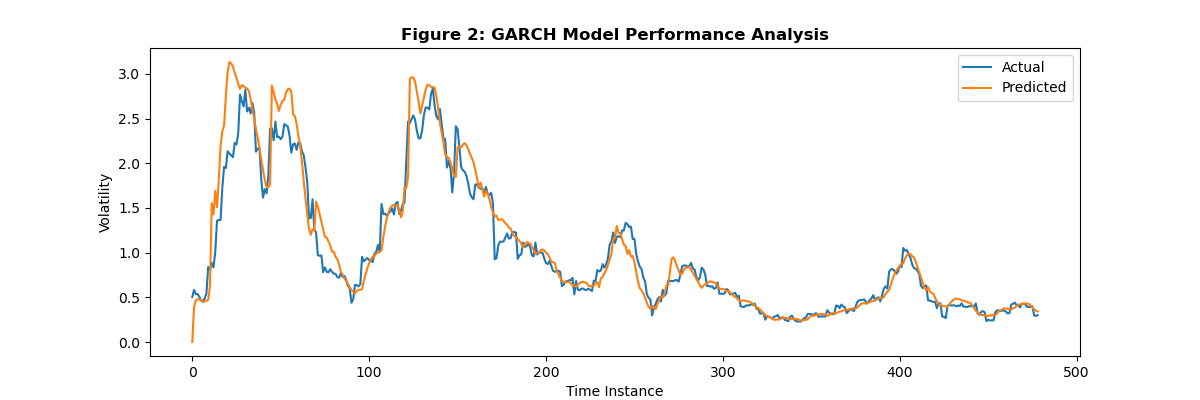 Figure 2: GARCH Model Performance Analysis
Actual
Predicted
Volatility
3.0
2.5
2.0
1.5
1.0
0.5
0.0
0 100 200 300 400 500
Time Instance